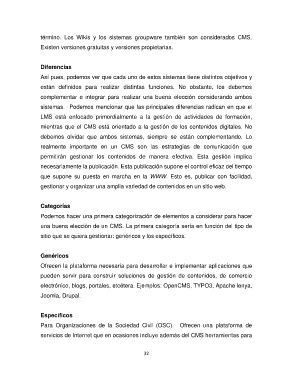 término. Los Wikis y los sistemas groupware también son considerados CMS.
Existen versiones gratuitas y versiones propietarias.
Diferencias
Así pues, podemos ver que cada uno de estos sistemas tiene distintos objetivos y
están definidos para realizar distintas funciones. No obstante, los debemos
complementar e integrar para realizar una buena elección considerando ambos
sistemas. Podemos mencionar que las principales diferencias radican en que el
LMS está enfocado primordialmente a la gestión de actividades de formación,
mientras que el CMS está orientado a la gestión de los contenidos digitales. No
debemos olvidar que ambos sistemas, siempre se están complementando. Lo
realmente importante en un CMS son las estrategias de comunicación que
permitirán gestionar los contenidos de manera efectiva. Esta gestión implica
necesariamente la publicación. Esta publicación supone el control eficaz del tiempo
que supone su puesta en marcha en la WWW. Esto es, publicar con facilidad,
gestionar y organizar una amplia variedad de contenidos en un sitio web.
Categorías
Podemos hacer una primera categorización de elementos a considerar para hacer
una buena elección de un CMS. La primera categoría sería en función del tipo de
sitio que se quiera gestionar: genéricos y los específicos.
Genéricos
Ofrecen la plataforma necesaria para desarrollar e implementar aplicaciones que
puedan servir para construir soluciones de gestión de contenidos, de comercio
electrónico, blogs, portales, etcétera. Ejemplos: OpenCMS, TYPO3, Apache lenya,
Joomla, Drupal.
Específicos
Para Organizaciones de la Sociedad Civil (OSC). Ofrecen una plataforma de
servicios de Internet que en ocasiones incluye además del CMS herramientas para
32